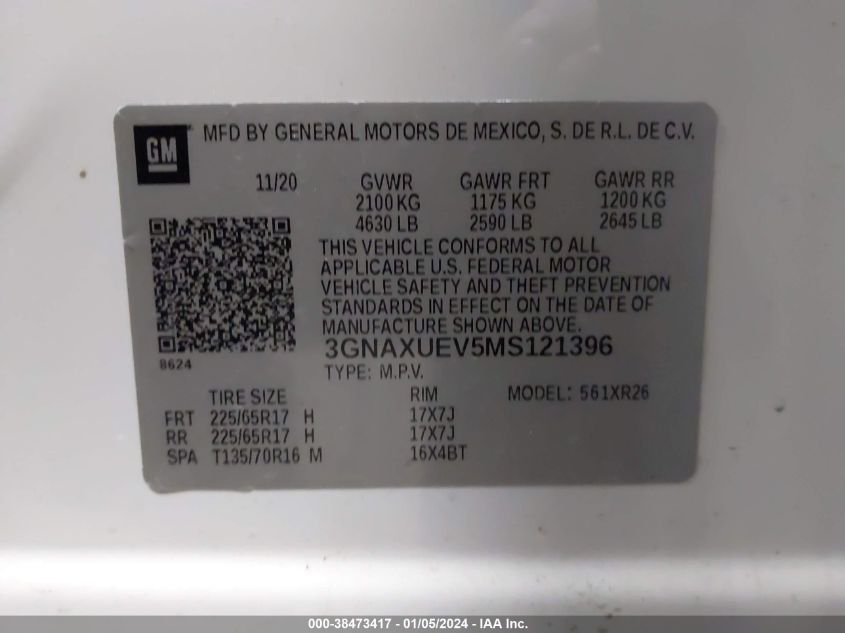 GM
MFD BY GENERAL MOTORS DE MEXICO, S. DE R.L. DE C.V.
11/20 GVWR GAWR FRT GAWR RR
2100 KG 1175 KG 1200 KG
4630 LB 2590 LB 2645 LB
THIS VEHICLE CONFORMS TO ALL
APPLICABLE U.S. FEDERAL MOTOR
VEHICLE SAFETY AND THEFT PREVENTION
STANDARDS IN EFFECT ON THE DATE OF
MANUFACTURE SHOWN ABOVE.
8624
3GNAXUEV5MS121396
TYPE: M.P.V.
TIRE SIZE RIM MODEL: 561XR26
FRT 225/65R17 H 17X7J
RR 225/65R17 H 17X7J
SPA T135/70R16 M 16X4BT
000-38473417 - 01/05/2024 - IAA Inc.